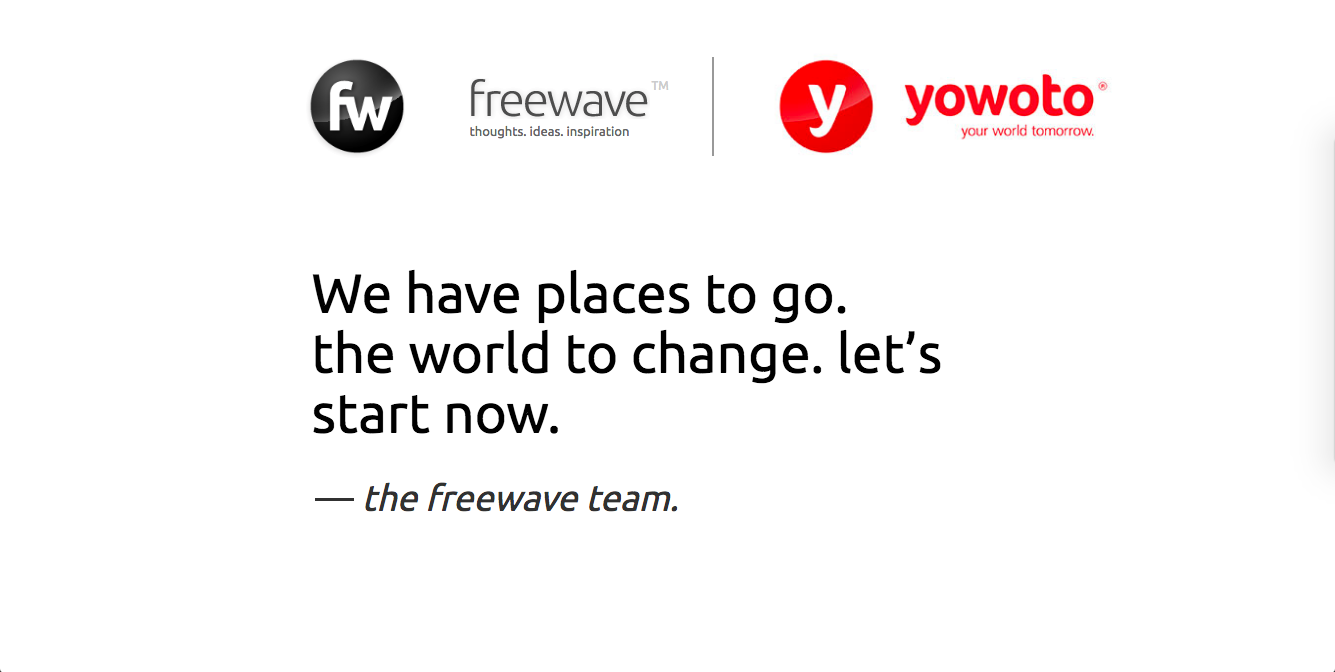 fw
freewave™
thoughts. ideas. inspiration
y
yowoto®
your world tomorrow.
We have places to go.
the world to change. let’s
start now.
— the freewave team.